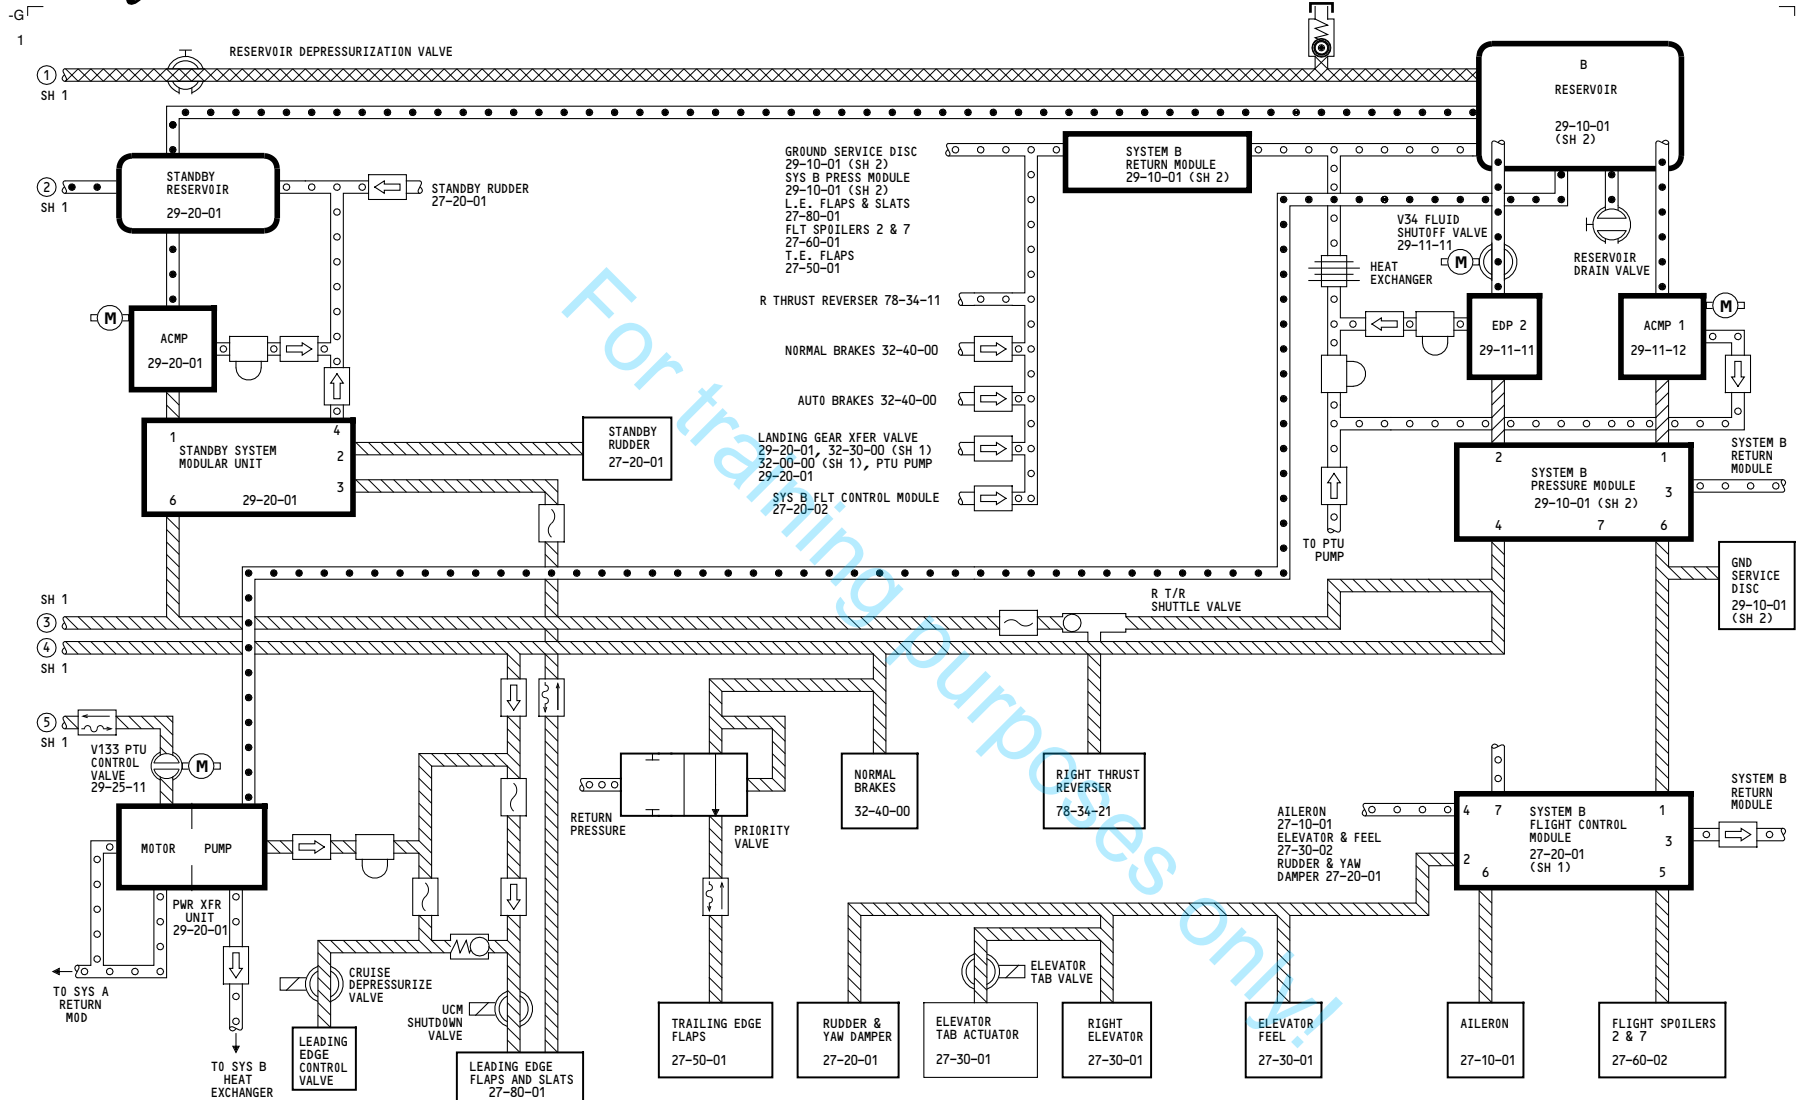 -G
1
RESERVOIR DEPRESSURIZATION VALVE
1
SH 1
B
RESERVOIR
29-10-01
(SH 2)
STANDBY
RESERVOIR
29-20-01
2
SH 1
STANDBY RUDDER
27-20-01
GROUND SERVICE DISC
29-10-01 (SH 2)
SYS B PRESS MODULE
29-10-01 (SH 2)
L.E. FLAPS & SLATS
27-80-01
FLT SPOILERS 2 & 7
27-60-01
T.E. FLAPS
27-50-01
SYSTEM B
RETURN MODULE
29-10-01 (SH 2)
V34 FLUID
SHUTOFF VALVE
29-11-11
M
HEAT
EXCHANGER
RESERVOIR
DRAIN VALVE
R THRUST REVERSER 78-34-11
M
ACMP
29-20-01
EDP 2
29-11-11
ACMP 1
29-11-12
M
NORMAL BRAKES 32-40-00
AUTO BRAKES 32-40-00
LANDING GEAR XFER VALVE
29-20-01, 32-30-00 (SH 1)
32-00-00 (SH 1), PTU PUMP
29-20-01
SYS B FLT CONTROL MODULE
27-20-02
1
4
STANDBY SYSTEM
MODULAR UNIT
2
3
6
29-20-01
STANDBY
RUDDER
27-20-01
SYSTEM B
RETURN
MODULE
2
1
SYSTEM B
PRESSURE MODULE
29-10-01 (SH 2)
3
4
7
6
TO PTU
PUMP
GND
SERVICE
DISC
29-10-01
(SH 2)
SH 1
3
4
SH 1
R T/R
SHUTTLE VALVE
5
SH 1
V133 PTU
CONTROL
VALVE
29-25-11
M
MOTOR
PUMP
PWR XFR
UNIT
29-20-01
RETURN
PRESSURE
PRIORITY
VALVE
NORMAL
BRAKES
32-40-00
RIGHT THRUST
REVERSER
78-34-21
AILERON
27-10-01
ELEVATOR & FEEL
27-30-02
RUDDER & YAW
DAMPER 27-20-01
4
7
SYSTEM B
FLIGHT CONTROL
MODULE
27-20-01
(SH 1)
1
3
2
6
5
SYSTEM B
RETURN
MODULE
TO SYS A
RETURN
MOD
TO SYS B
HEAT
EXCHANGER
CRUISE
DEPRESSURIZE
VALVE
UCM
SHUTDOWN
VALVE
LEADING
EDGE
CONTROL
VALVE
LEADING EDGE
FLAPS AND SLATS
27-80-01
TRAILING EDGE
FLAPS
27-50-01
RUDDER &
YAW DAMPER
27-20-01
ELEVATOR
TAB VALVE
ELEVATOR
TAB ACTUATOR
27-30-01
RIGHT
ELEVATOR
27-30-01
ELEVATOR
FEEL
27-30-01
AILERON
27-10-01
FLIGHT SPOILERS
2 & 7
27-60-02
For training purposes only!